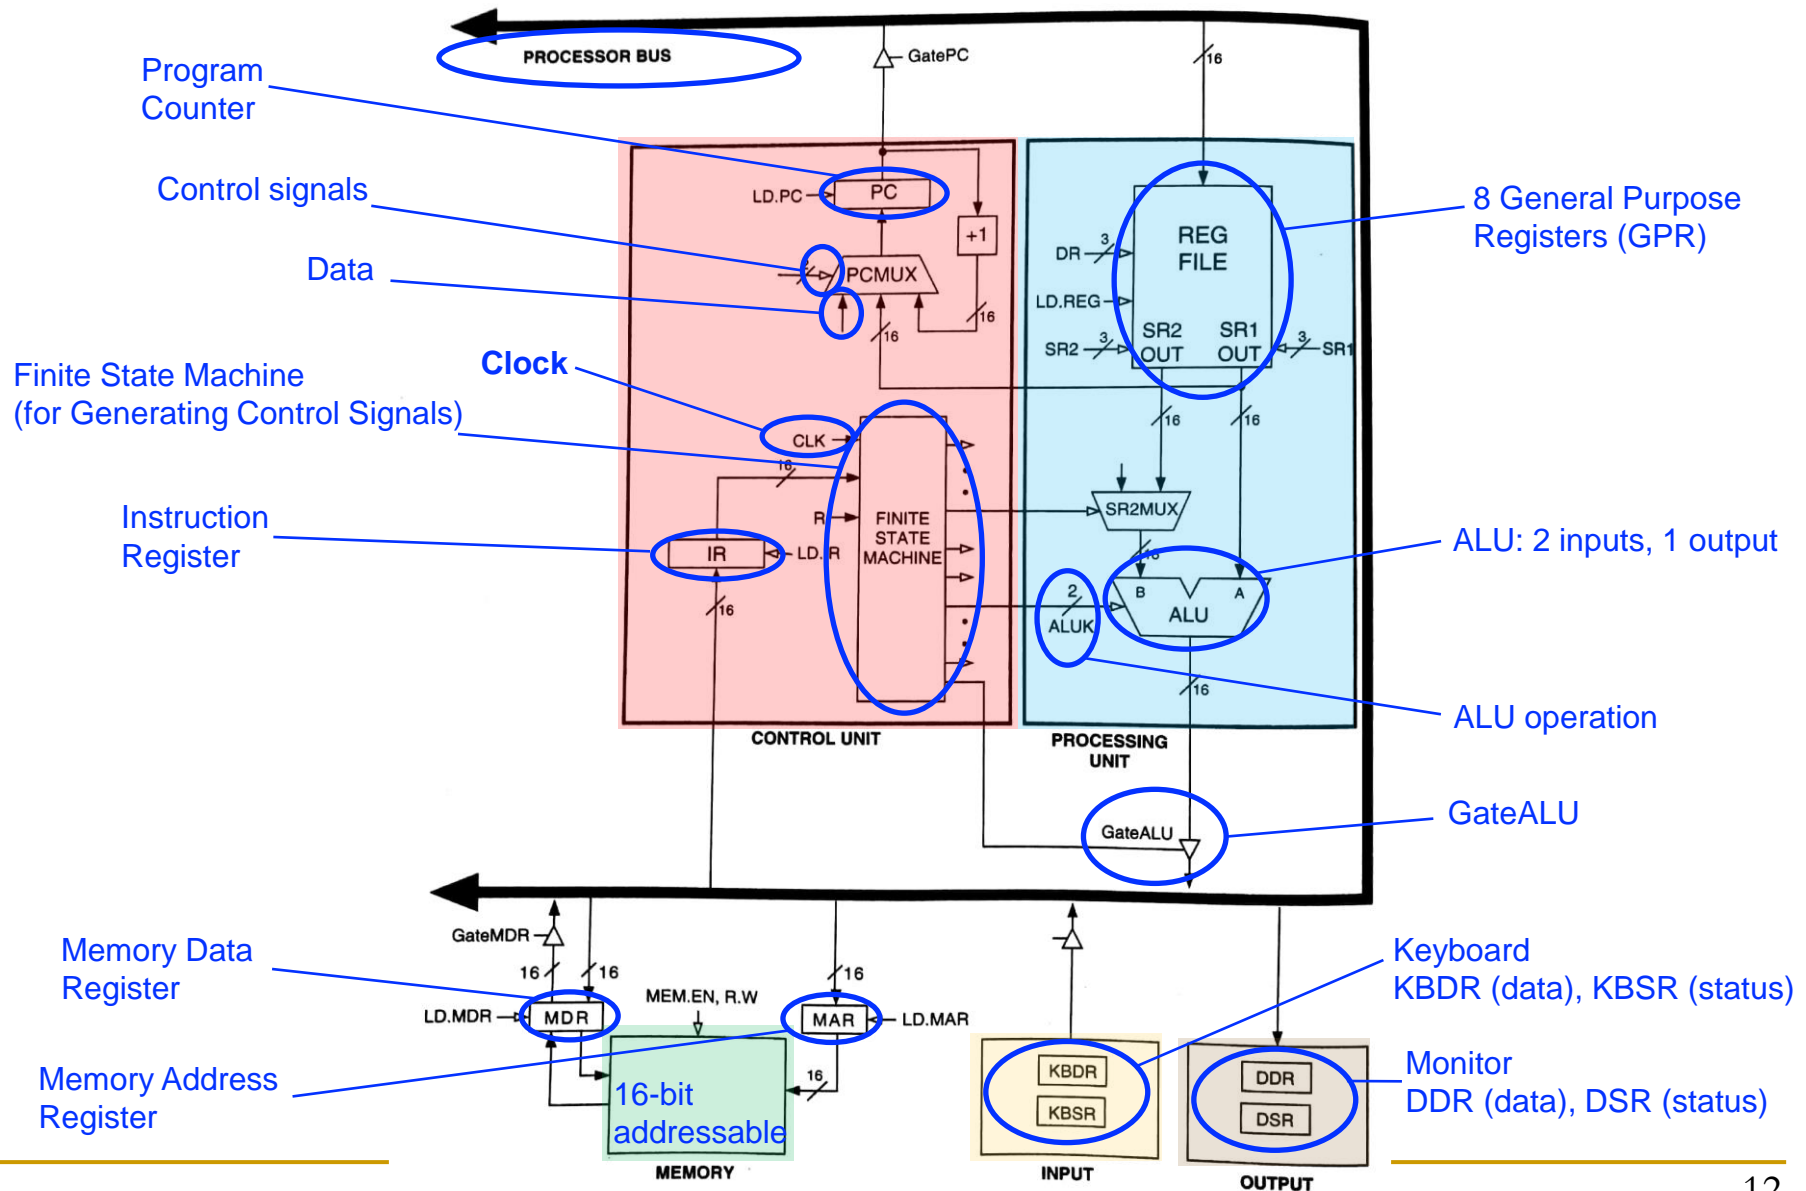 PROCESSOR BUS
GatePC
16
Program
Counter
Control signals
LD.PC
PC
+1
2
PCMUX
Data
16
16
REG
FILE
DR
3
LD.REG
SR2
3
SR2
OUT
SR1
OUT
3
SR1
8 General Purpose
Registers (GPR)
16
16
Finite State Machine
(for Generating Control Signals)
Clock
CLK
16
R
FINITE
STATE
MACHINE
Instruction
Register
IR
LD.IR
16
SR2MUX
16
B
A
ALU
2
ALUK
16
ALU: 2 inputs, 1 output
ALU operation
CONTROL UNIT
PROCESSING
UNIT
GateALU
GateALU
GateMDR
16
16
16
Memory Data
Register
LD.MDR
MDR
MEM.EN, R.W
MAR
LD.MAR
Memory Address
Register
16
16-bit
addressable
MEMORY
Keyboard
KBDR (data), KBSR (status)
KBDR
KBSR
INPUT
Monitor
DDR (data), DSR (status)
DDR
DSR
OUTPUT
12